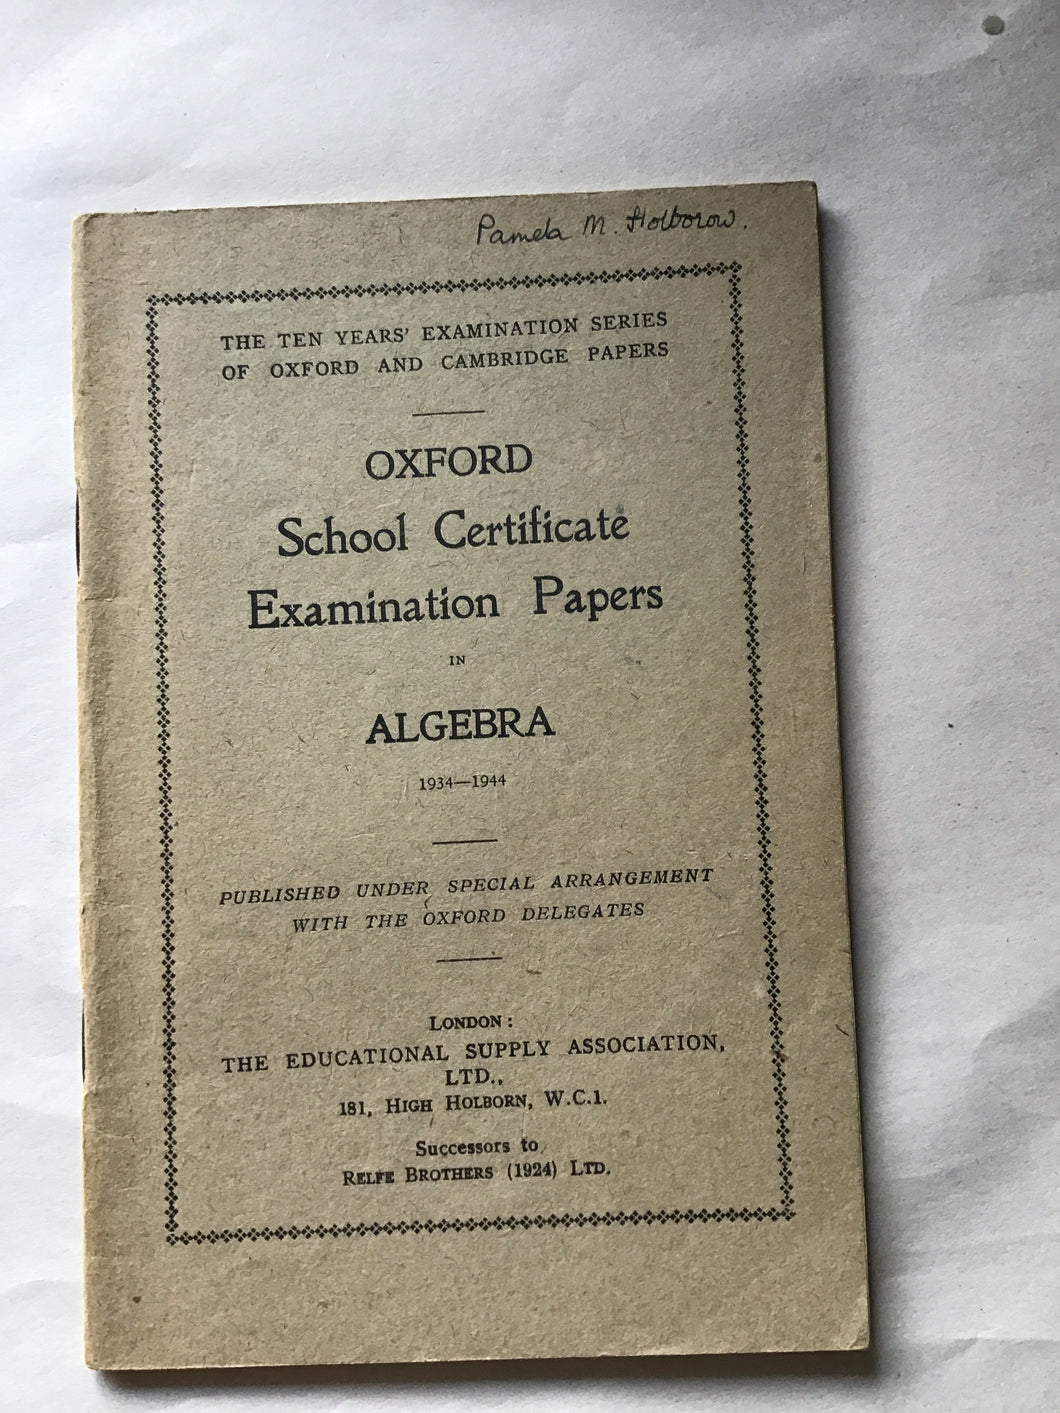 Pamela M. Holborow.
THE TEN YEARS' EXAMINATION SERIES
OF OXFORD AND CAMBRIDGE PAPERS
OXFORD
School Certificate
Examination Papers
IN
ALGEBRA
1934—1944
PUBLISHED UNDER SPECIAL ARRANGEMENT
WITH THE OXFORD DELEGATES
LONDON:
THE EDUCATIONAL SUPPLY ASSOCIATION,
LTD.,
181, HIGH HOLBORN, W.C.1.
Successors to
RELFE BROTHERS (1924) LTD.